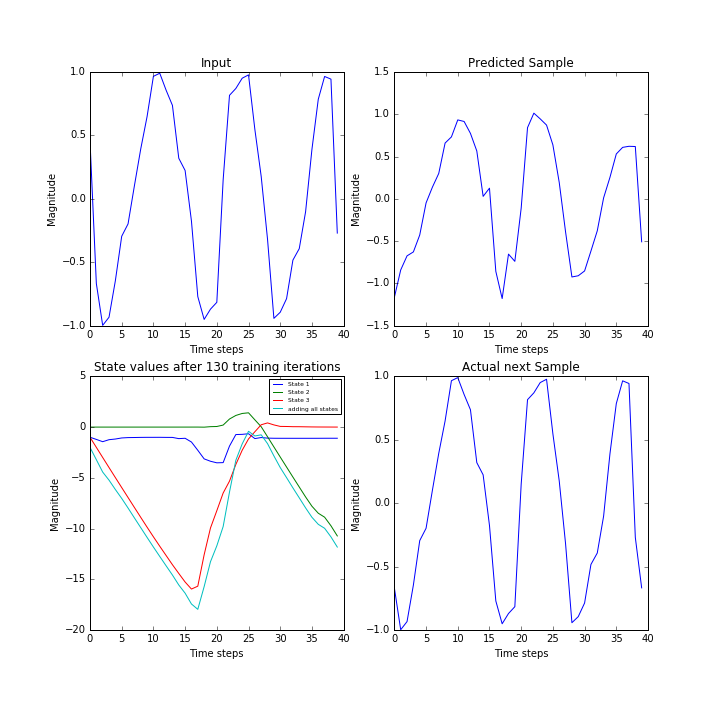 Input
1.0
0.5
0.0
−0.5
−1.0
Magnitude
0 5 10 15 20 25 30 35 40
Time steps
Predicted Sample
1.5
1.0
0.5
0.0
−0.5
−1.0
−1.5
Magnitude
0 5 10 15 20 25 30 35 40
Time steps
State values after 130 training iterations
5
0
−5
−10
−15
−20
Magnitude
State 1
State 2
State 3
adding all states
0 5 10 15 20 25 30 35 40
Time steps
Actual next Sample
1.0
0.5
0.0
−0.5
−1.0
Magnitude
0 5 10 15 20 25 30 35 40
Time steps